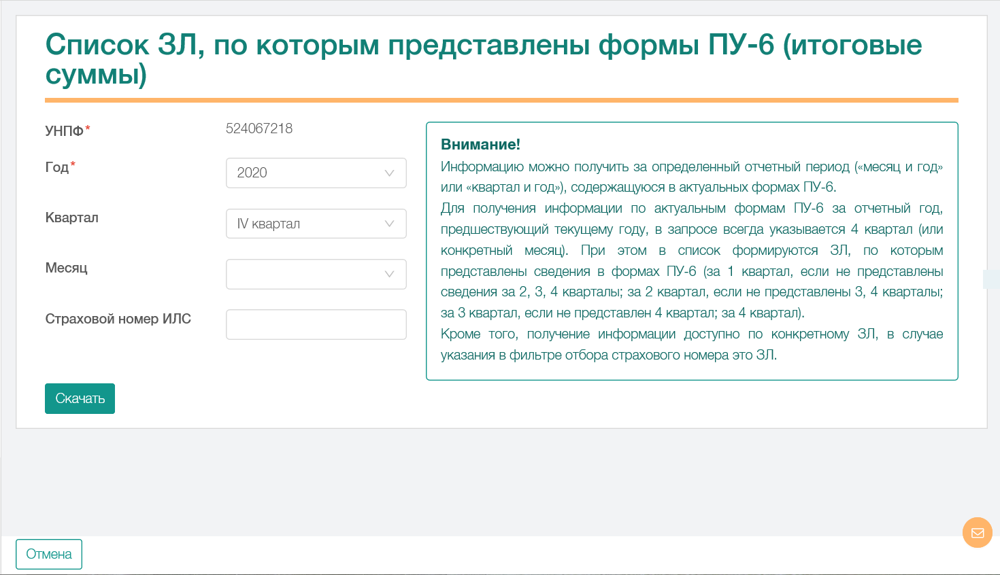 Список ЗЛ, по которым представлены формы ПУ-6 (итоговые
суммы)
УНПФ* 524067218
Год* 2020
Квартал IV квартал
Месяц
Страховой номер ИЛС
Внимание!
Информацию можно получить за определенный отчетный период («месяц и год»
или «квартал и год»), содержащуюся в актуальных формах ПУ-6.
Для получения информации по актуальным формам ПУ-6 за отчетный год,
предшествующий текущему году, в запросе всегда указывается 4 квартал (или
конкретный месяц). При этом в список формируются ЗЛ, по которым
представлены сведения в формах ПУ-6 (за 1 квартал, если не представлены
сведения за 2, 3, 4 кварталы; за 2 квартал, если не представлены 3, 4 кварталы;
за 3 квартал, если не представлен 4 квартал; за 4 квартал).
Кроме того, получение информации доступно по конкретному ЗЛ, в случае
указания в фильтре отбора страхового номера это ЗЛ.
Скачать
Отмена